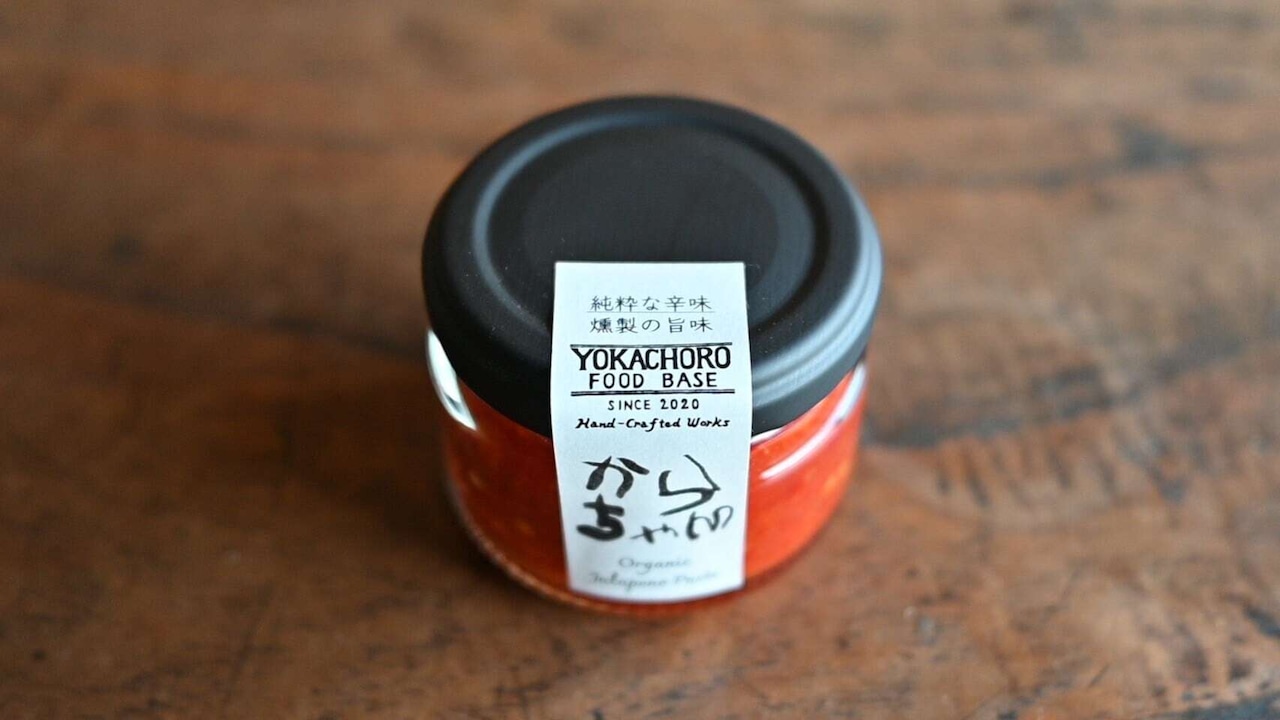 純粋な辛味
燻製の旨味
YOKACHORO
FOOD BASE
SINCE 2020
Hand-Crafted Works
から
ちゃん
Organic
Jalapeno Paste